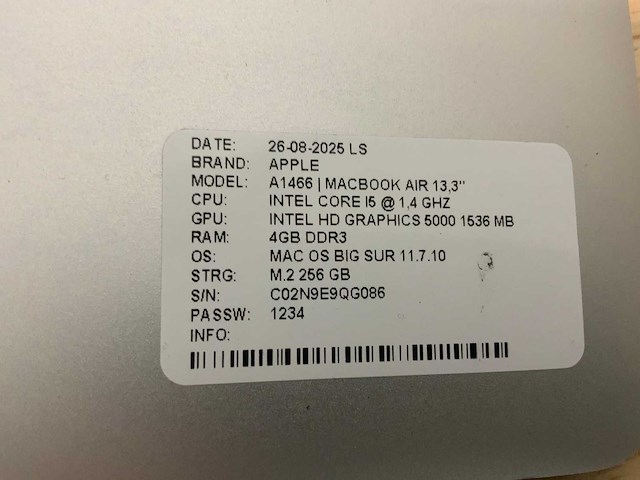 DATE: 26-08-2025 LS
BRAND: APPLE
MODEL: A1466 | MACBOOK AIR 13,3"
CPU: INTEL CORE I5 @ 1,4 GHZ
GPU: INTEL HD GRAPHICS 5000 1536 MB
RAM: 4GB DDR3
OS: MAC OS BIG SUR 11.7.10
STRG: M.2 256 GB
S/N: C02N9E9QG086
PASSW: 1234
INFO: